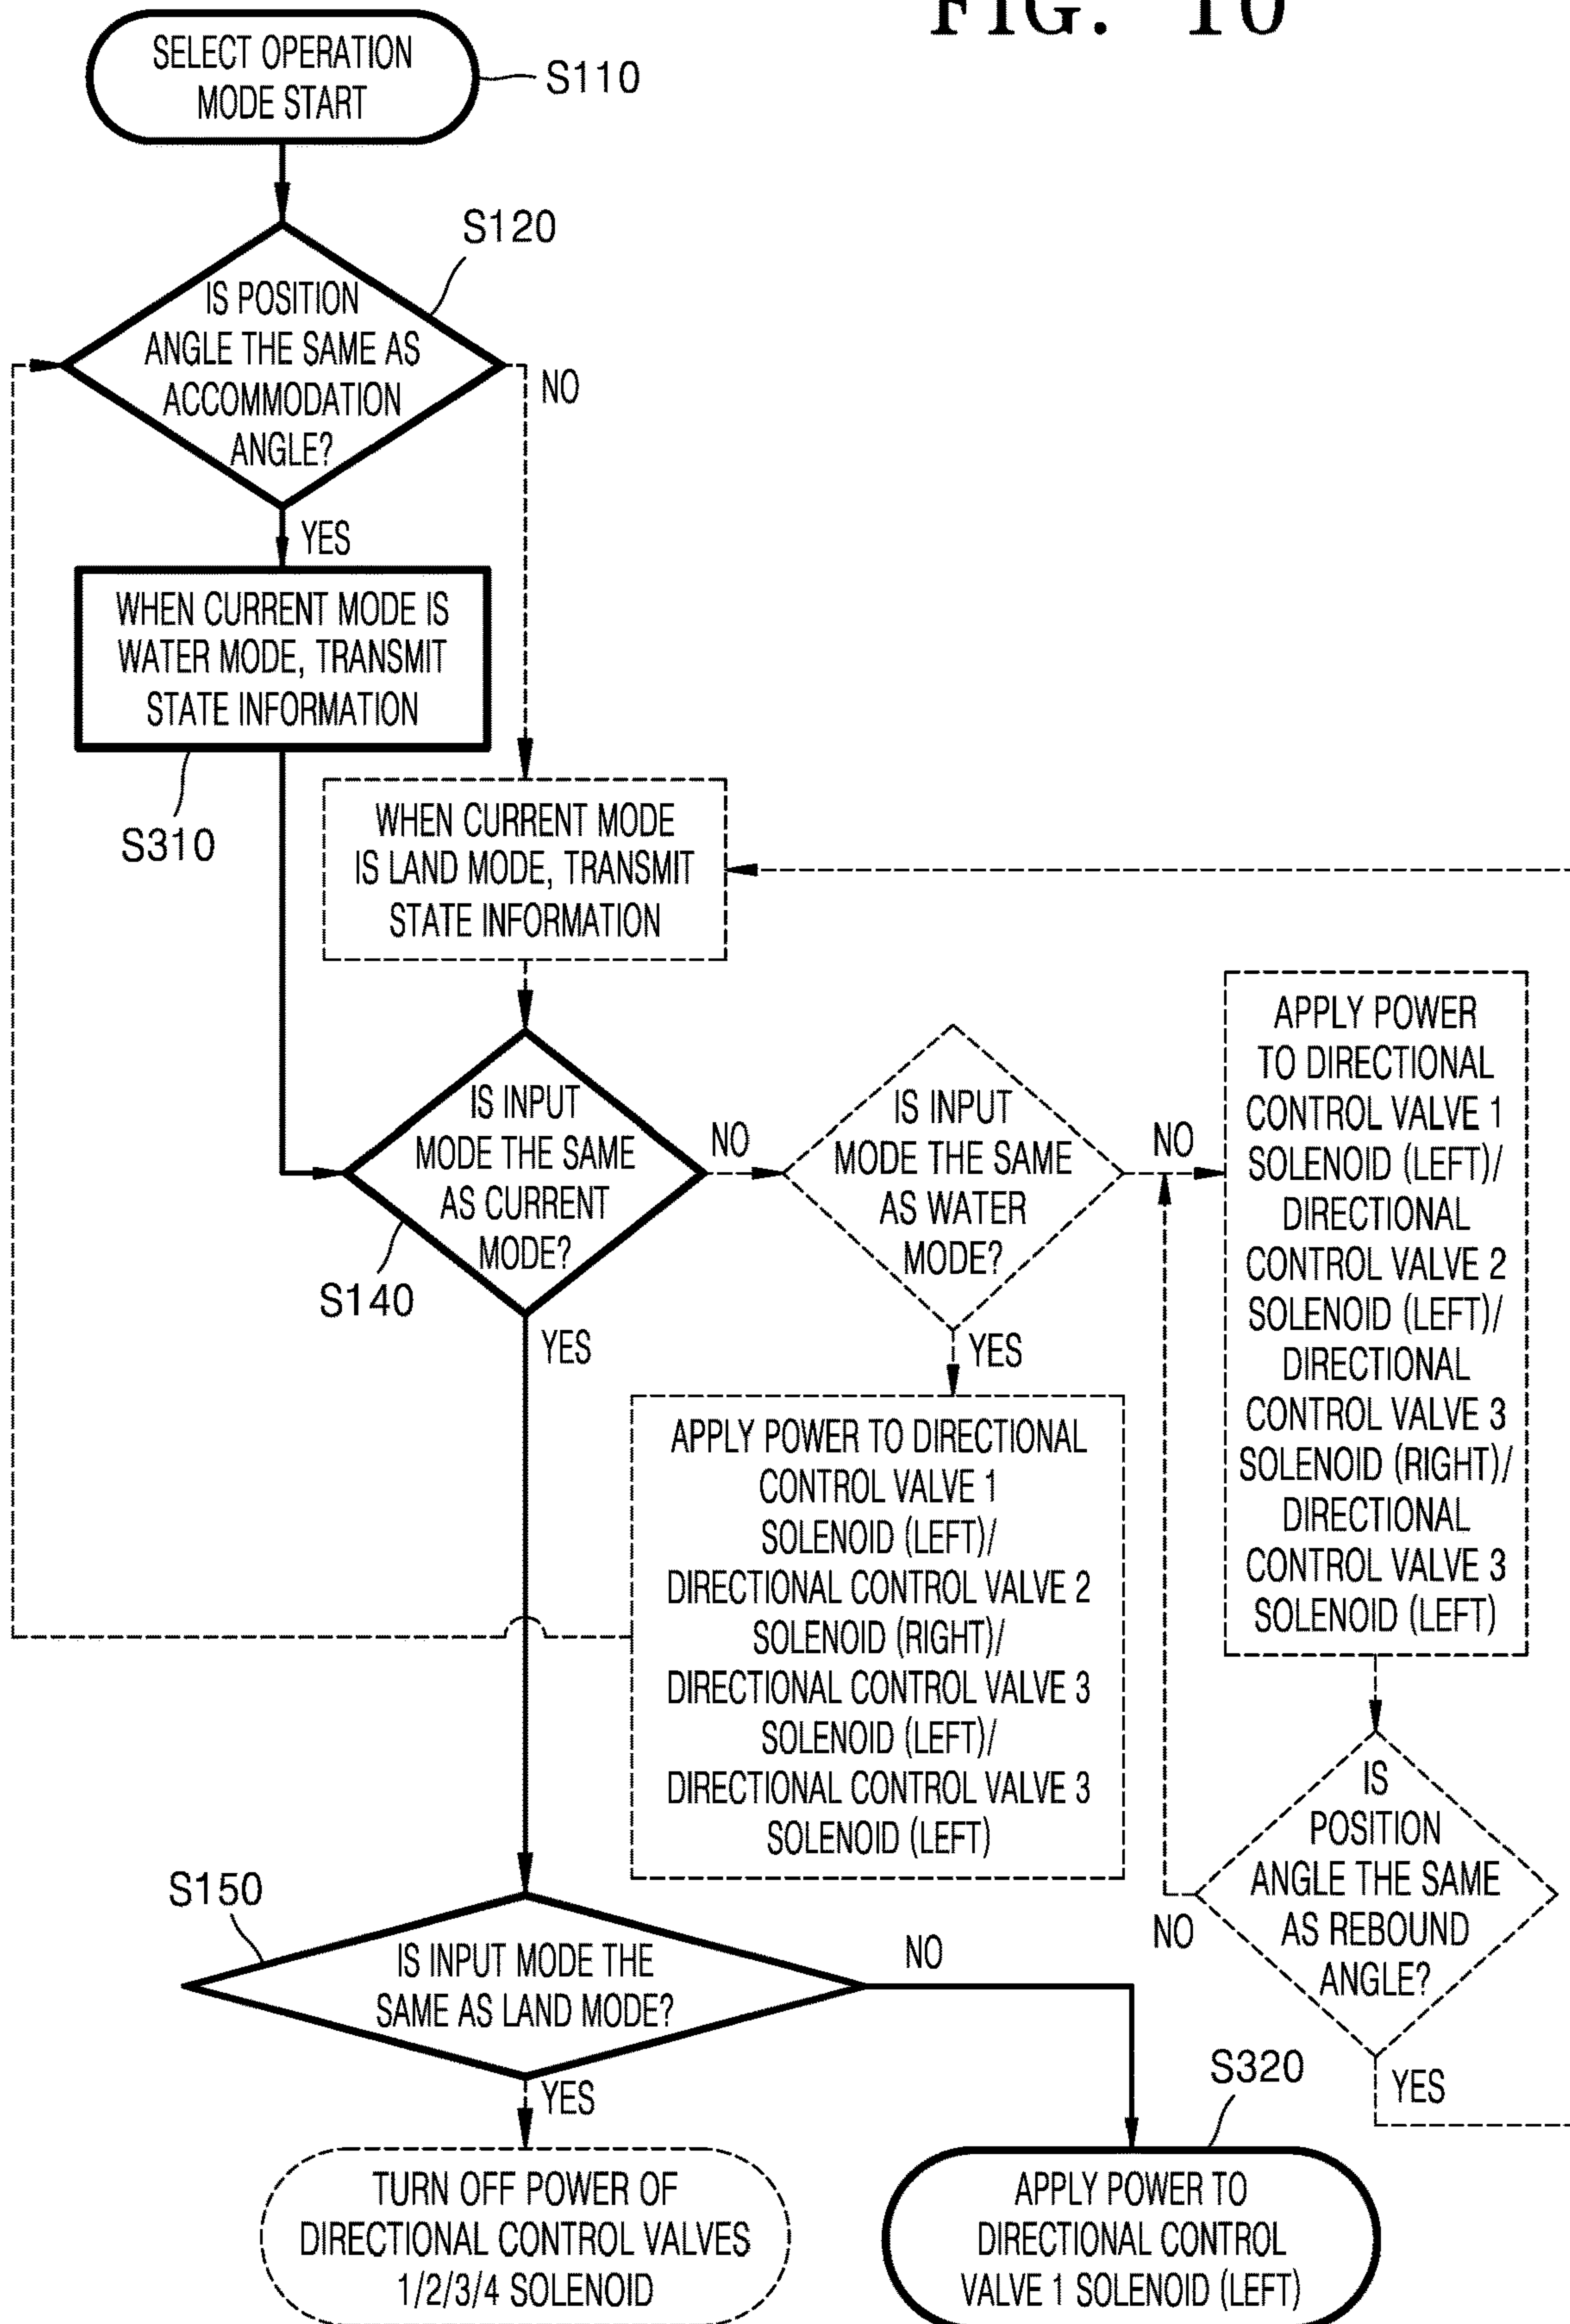 FIG. 10
SELECT OPERATION
MODE START
S110
S120
IS POSITION
ANGLE THE SAME AS
ACCOMMODATION
ANGLE?
NO
YES
WHEN CURRENT MODE IS
WATER MODE, TRANSMIT
STATE INFORMATION
S310
WHEN CURRENT MODE
IS LAND MODE, TRANSMIT
STATE INFORMATION
IS INPUT
MODE THE SAME
AS CURRENT
MODE?
S140
NO
YES
IS INPUT
MODE THE SAME
AS WATER
MODE?
NO
YES
APPLY POWER
TO DIRECTIONAL
CONTROL VALVE 1
SOLENOID (LEFT)/
DIRECTIONAL
CONTROL VALVE 2
SOLENOID (LEFT)/
DIRECTIONAL
CONTROL VALVE 3
SOLENOID (RIGHT)/
DIRECTIONAL
CONTROL VALVE 3
SOLENOID (LEFT)
APPLY POWER TO DIRECTIONAL
CONTROL VALVE 1
SOLENOID (LEFT)/
DIRECTIONAL CONTROL VALVE 2
SOLENOID (RIGHT)/
DIRECTIONAL CONTROL VALVE 3
SOLENOID (LEFT)/
DIRECTIONAL CONTROL VALVE 3
SOLENOID (LEFT)
IS
POSITION
ANGLE THE SAME
AS REBOUND
ANGLE?
NO
YES
S150
IS INPUT MODE THE
SAME AS LAND MODE?
NO
YES
S320
TURN OFF POWER OF
DIRECTIONAL CONTROL VALVES
1/2/3/4 SOLENOID
APPLY POWER TO
DIRECTIONAL CONTROL
VALVE 1 SOLENOID (LEFT)